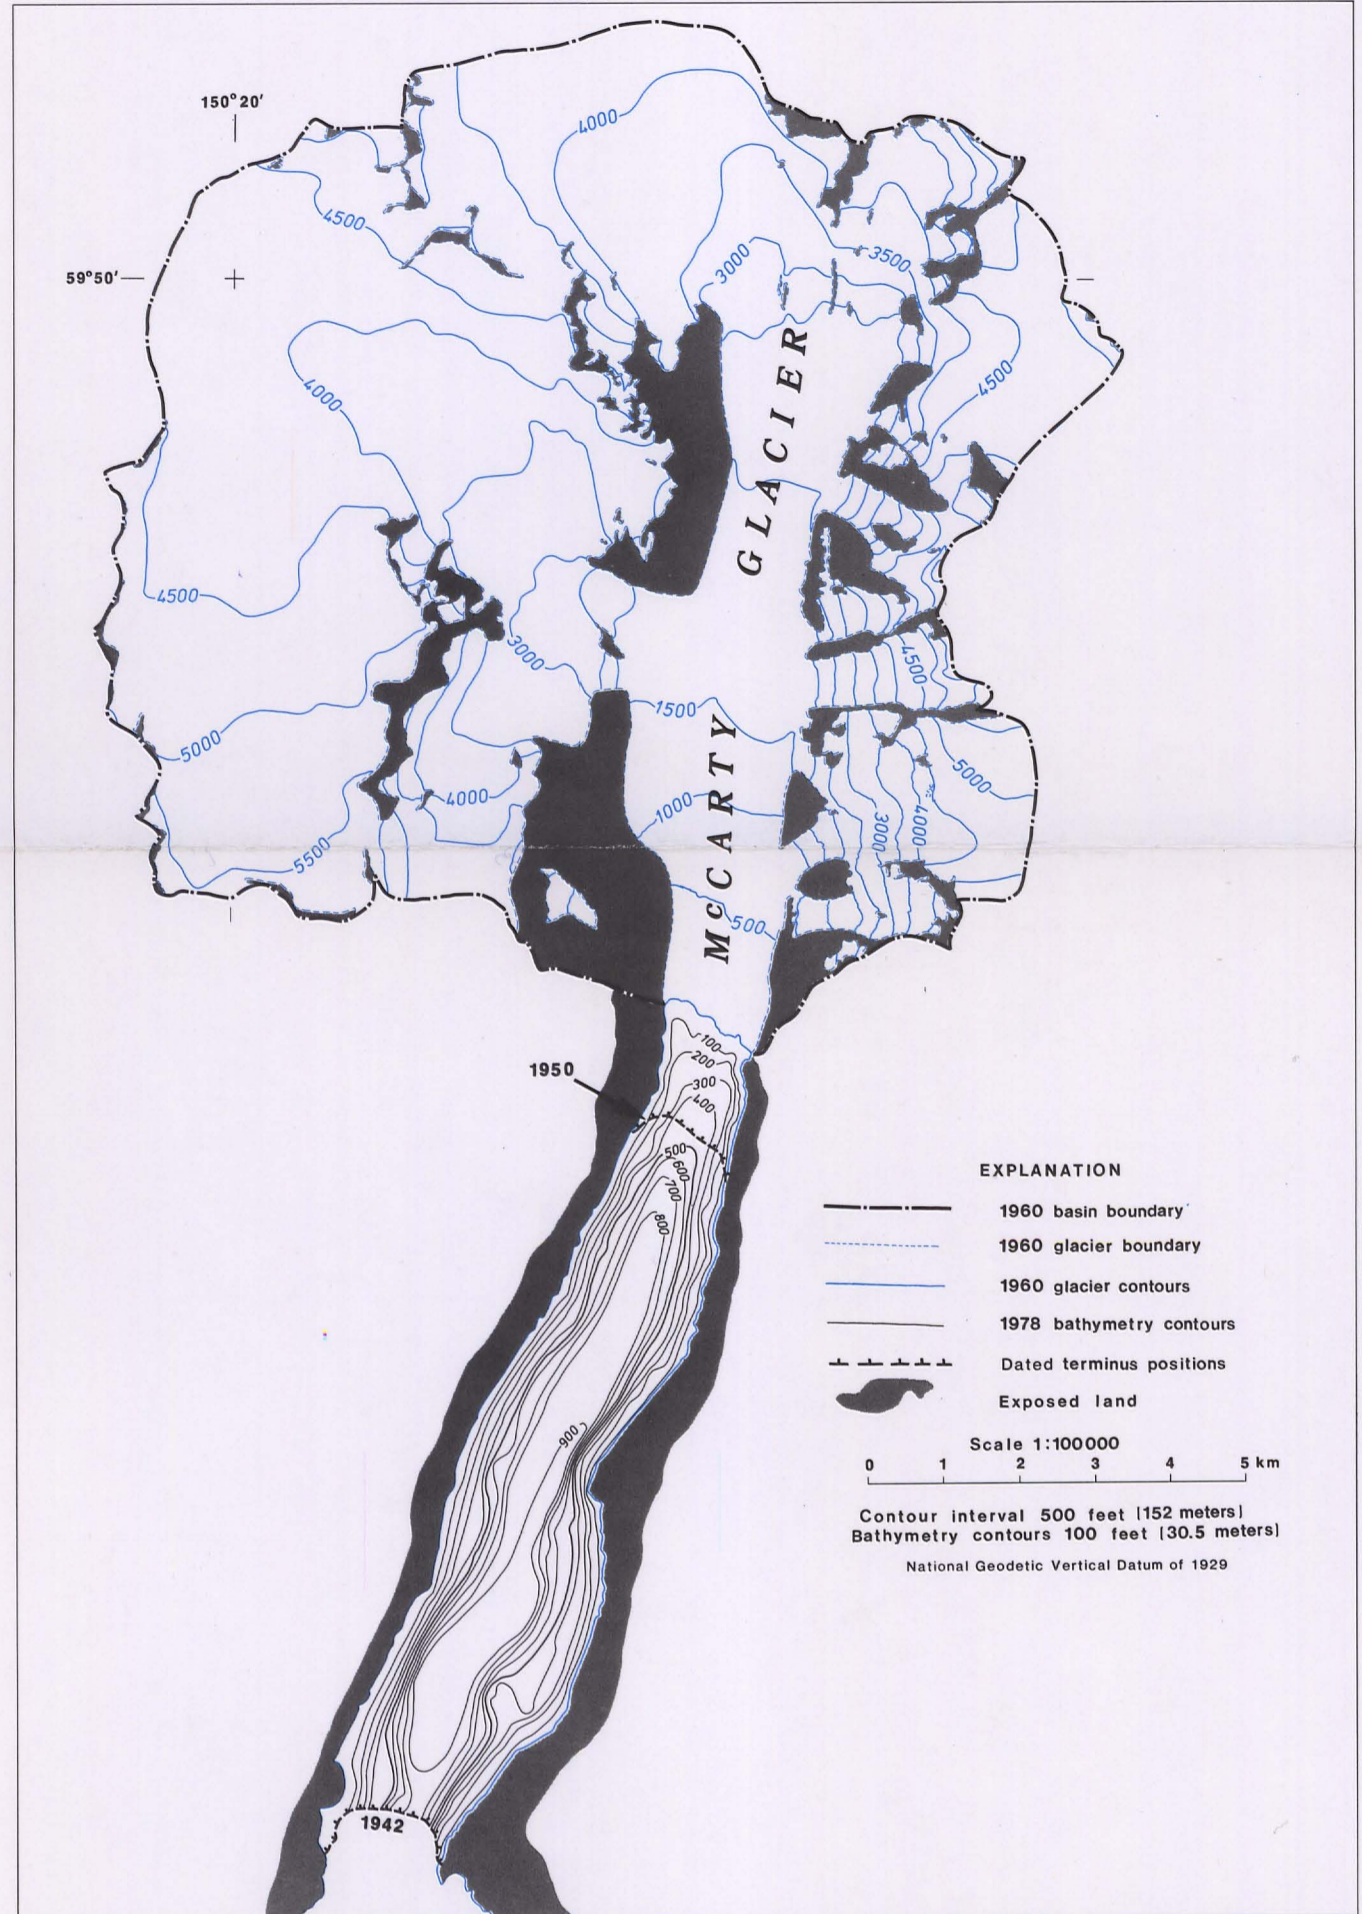 150°20'
4000
4500
59°50'
3000
3500
4000
4500
GLACIER
4500
3000
4500
1500
5000
5000
4000
1000
3000
4000
5500
McCARTY
500
100
200
1950
300
400
500
600
700
800
EXPLANATION
1960 basin boundary
1960 glacier boundary
1960 glacier contours
1978 bathymetry contours
Dated terminus positions
Exposed land
900
Scale 1:100000
0 1 2 3 4 5 km
Contour interval 500 feet [152 meters]
Bathymetry contours 100 feet [30.5 meters]
National Geodetic Vertical Datum of 1929
1942